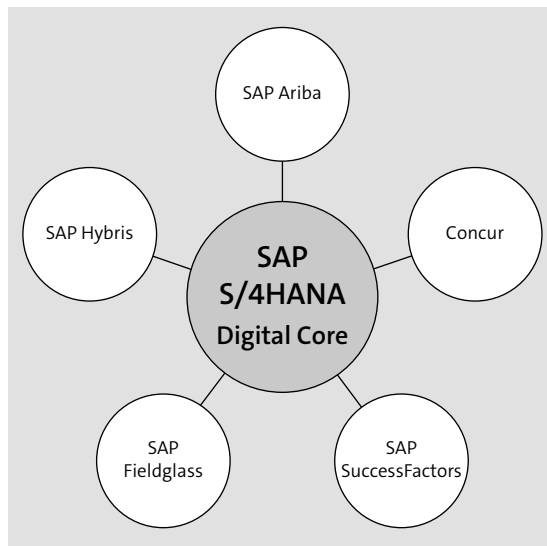 SAP Ariba
SAP Hybris
Concur
SAP
S/4HANA
Digital Core
SAP
Fieldglass
SAP
SuccessFactors